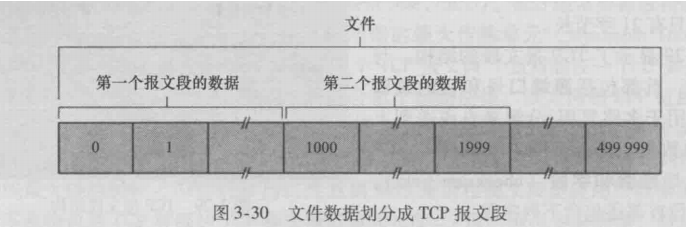 文件
第一个报文段的数据
第二个报文段的数据
0 1 1000 1999 499 999
图 3-30 文件数据划分成 TCP 报文段